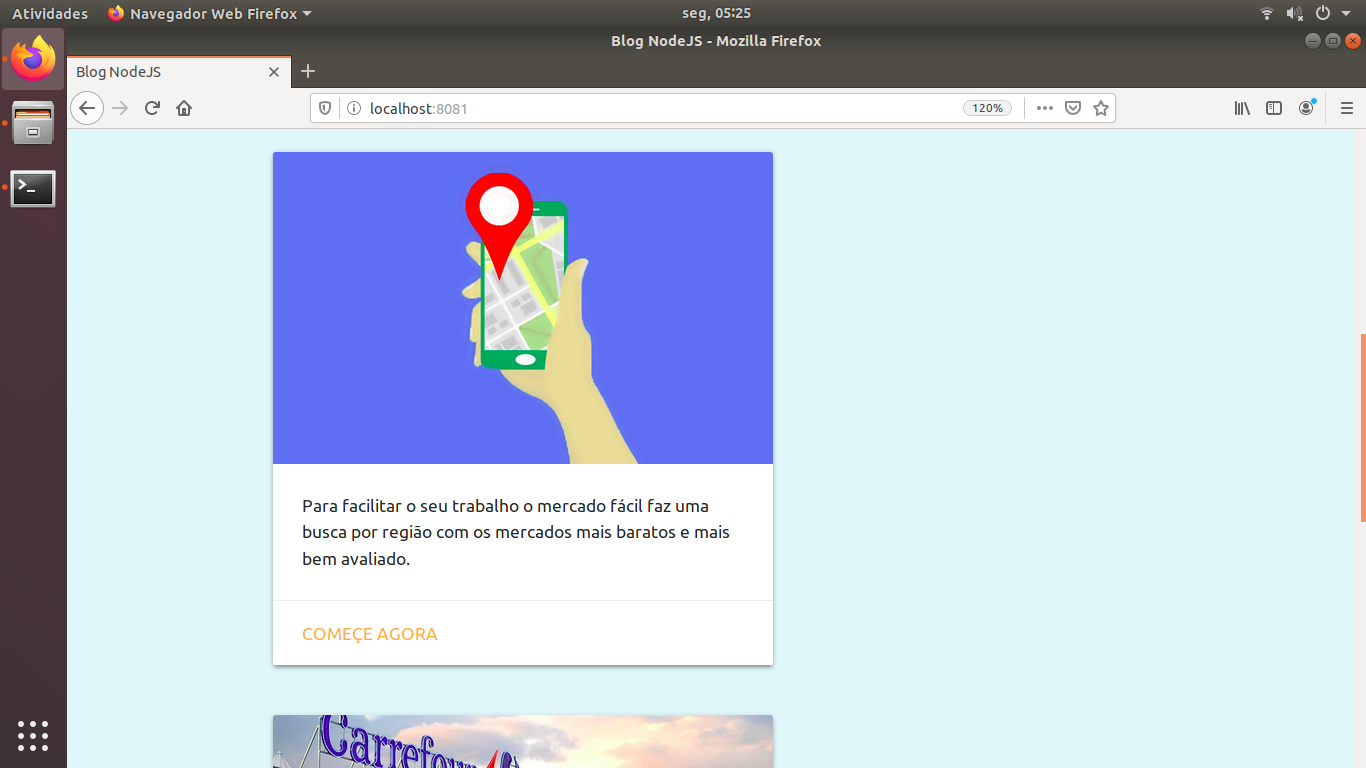 Atividades Navegador Web Firefox seg, 05:25
Blog NodeJS - Mozilla Firefox
Blog NodeJS
localhost:8081 120%
Para facilitar o seu trabalho o mercado fácil faz uma
busca por região com os mercados mais baratos e mais
bem avaliado.
COMEÇE AGORA
Carrefour